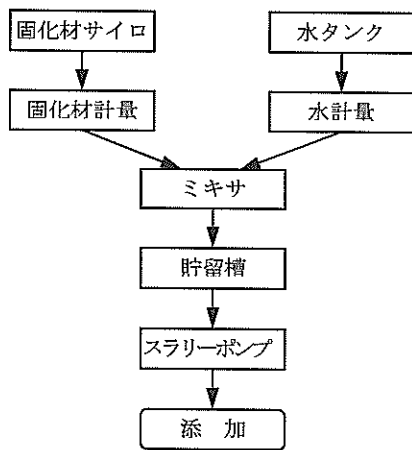 固化材サイロ
水タンク
固化材計量
水計量
ミキサ
貯留槽
スラリーポンプ
添 加